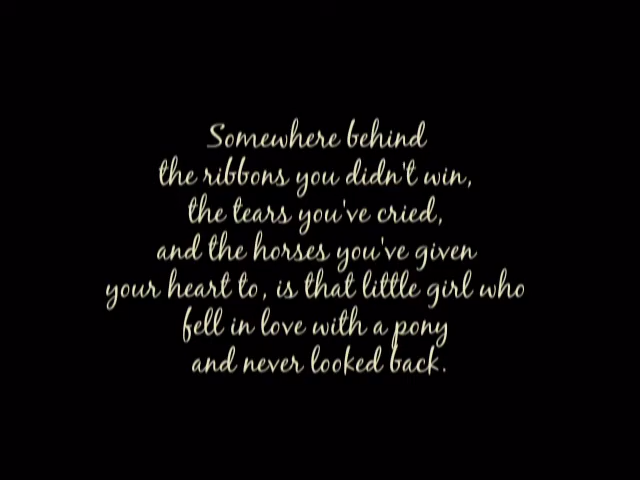 Somewhere behind
the ribbons you didn't win,
the tears you've cried,
and the horses you've given
your heart to, is that little girl who
fell in love with a pony
and never looked back.